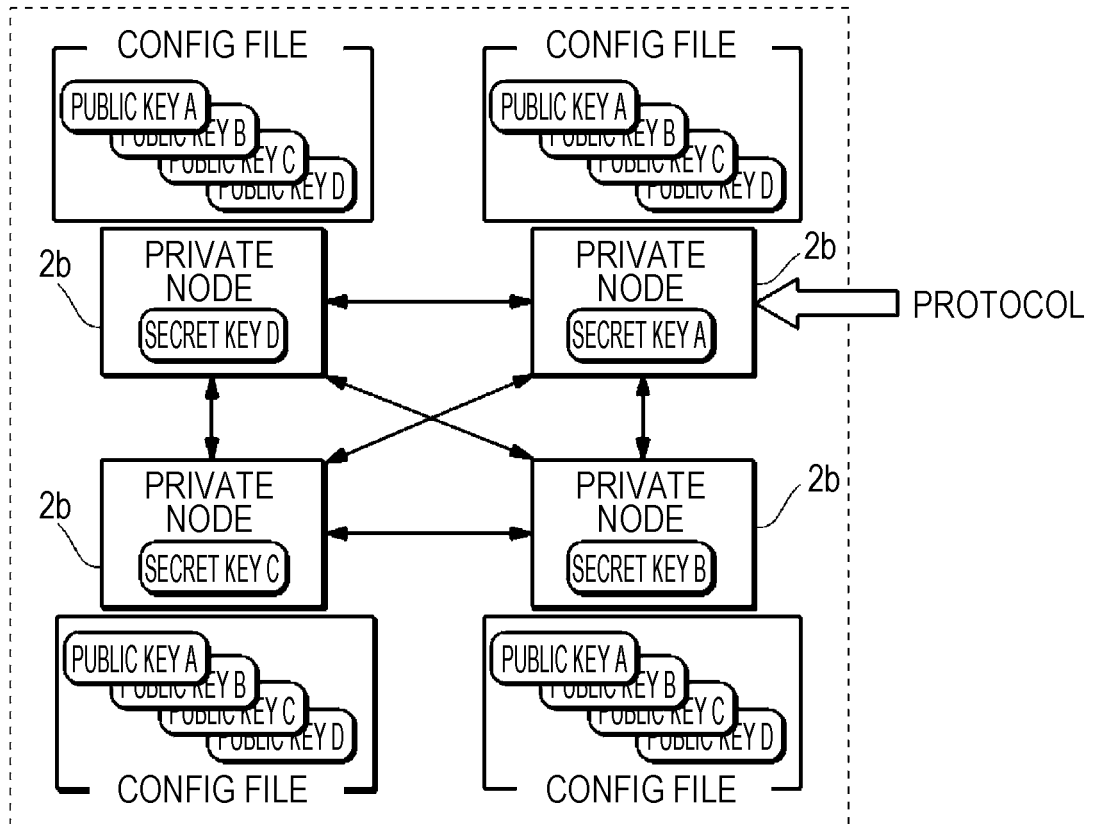 CONFIG FILE
PUBLIC KEY A
PUBLIC KEY B
PUBLIC KEY C
PUBLIC KEY D
CONFIG FILE
PUBLIC KEY A
PUBLIC KEY B
PUBLIC KEY C
PUBLIC KEY D
2b
PRIVATE
NODE
SECRET KEY D
PRIVATE
NODE
SECRET KEY A
2b
PROTOCOL
2b
PRIVATE
NODE
SECRET KEY C
PRIVATE
NODE
SECRET KEY B
2b
PUBLIC KEY A
PUBLIC KEY B
PUBLIC KEY C
PUBLIC KEY D
CONFIG FILE
PUBLIC KEY A
PUBLIC KEY B
PUBLIC KEY C
PUBLIC KEY D
CONFIG FILE